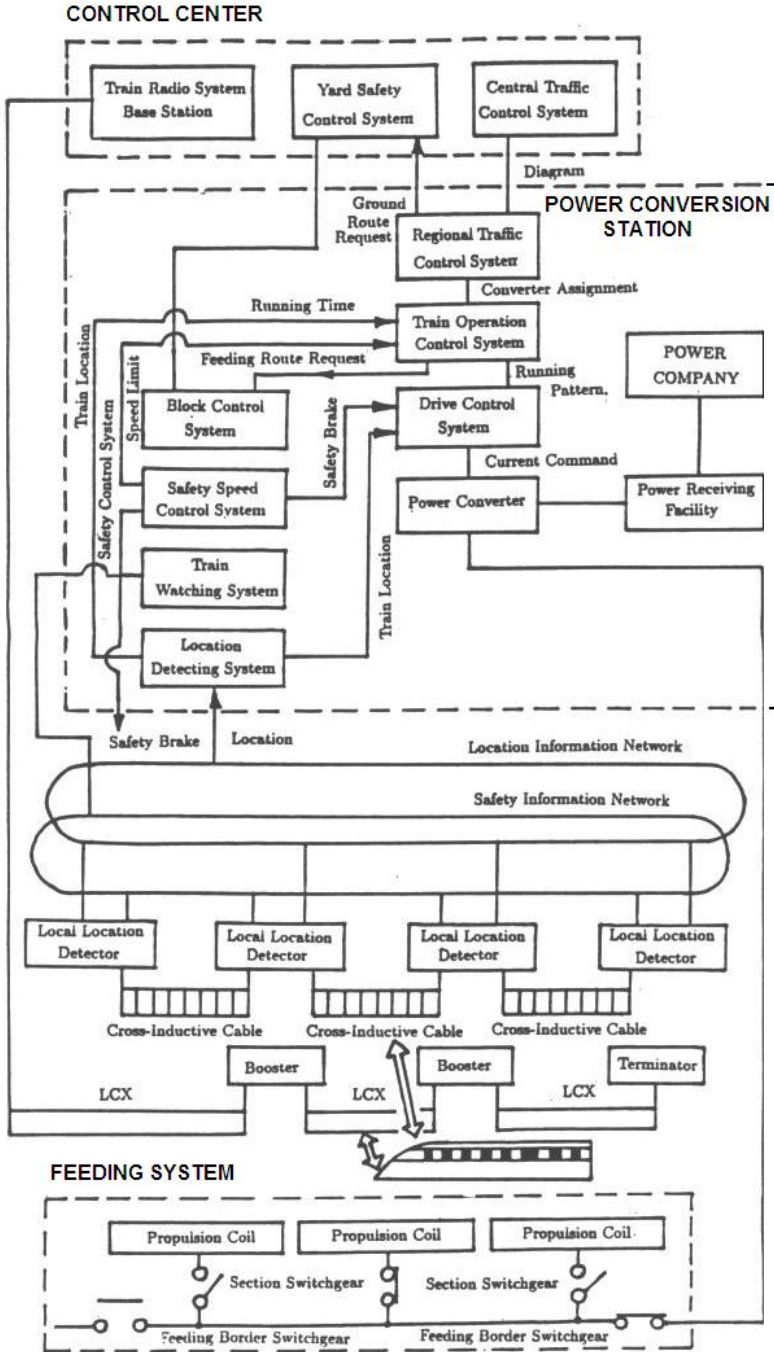 CONTROL CENTER
Train Radio System
Base Station
Yard Safety
Control System
Central Traffic
Control System
Diagram
Ground
Route
Request
POWER CONVERSION
STATION
Regional Traffic
Control System
Converter Assignment
Running Time
Train Operation
Control System
Train Location
Safety Control System
Speed Limit
Feeding Route Request
Running
Pattern.
POWER
COMPANY
Block Control
System
Safety Brake
Drive Control
System
Current Command
Safety Speed
Control System
Power Converter
Power Receiving
Facility
Train
Watching System
Train Location
Location
Detecting System
Safety Brake
Location
Location Information Network
Safety Information Network
Local Location
Detector
Local Location
Detector
Local Location
Detector
Local Location
Detector
Cross-Inductive Cable
Cross-Inductive Cable
Cross-Inductive Cable
Booster
Booster
Terminator
LCX
LCX
LCX
FEEDING SYSTEM
Propulsion Coil
Propulsion Coil
Propulsion Coil
Section Switchgear
Section Switchgear
Feeding Border Switchgear
Feeding Border Switchgear